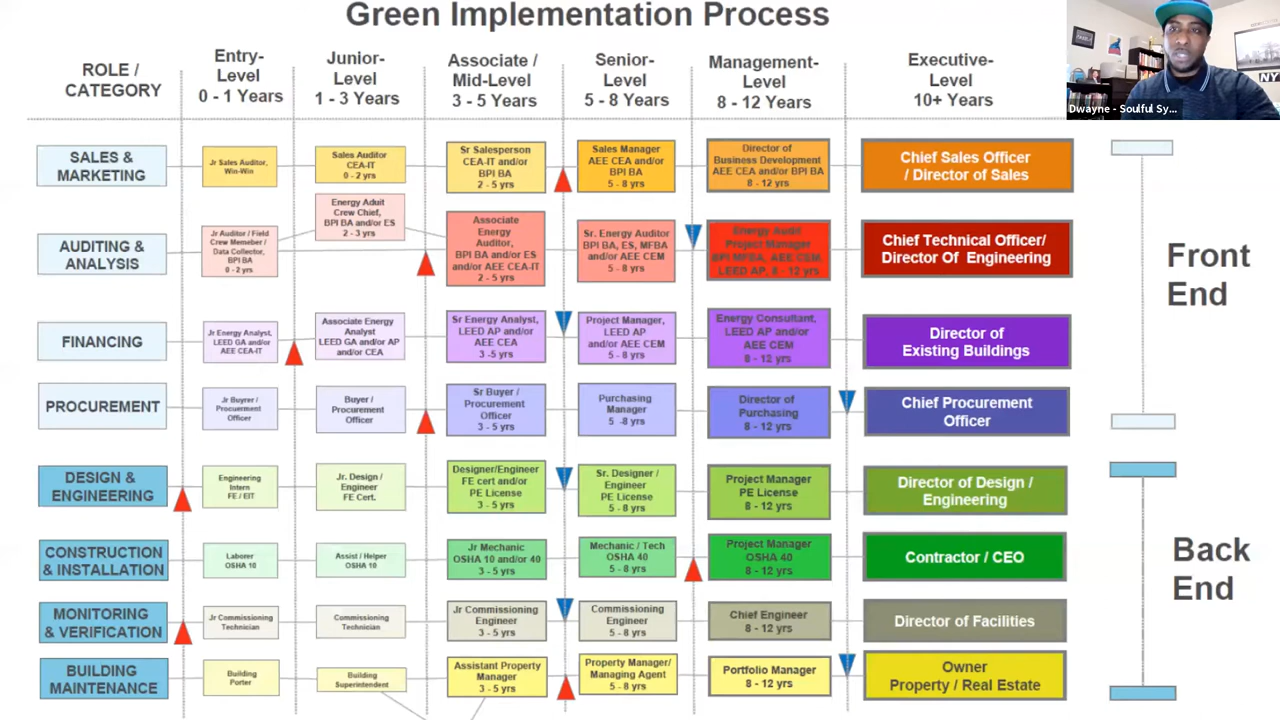 Green Implementation Process
ROLE /
CATEGORY
Entry-
Level
0 - 1 Years
Junior-
Level
1 - 3 Years
Associate /
Mid-Level
3 - 5 Years
Senior-
Level
5 - 8 Years
Management-
Level
8 - 12 Years
Executive-
Level
10+ Years
Dwayne - Soulful Sy...
NY
SALES &
MARKETING
Jr Sales Auditor,
Win-Win
Sales Auditor
CEA-IT
0 - 2 yrs
Sr Salesperson
CEA-IT and/or
BPI BA
2 - 5 yrs
Sales Manager
AEE CEA and/or
BPI BA
5 - 8 yrs
Director of
Business Development
AEE CEA and/or BPI BA
8 - 12 yrs
Chief Sales Officer
/ Director of Sales
AUDITING &
ANALYSIS
Jr Auditor / Field
Crew Memeber /
Data Collector,
BPI BA
0 - 2 yrs
Energy Aduit
Crew Chief,
BPI BA and/or ES
2 - 3 yrs
Associate
Energy
Auditor,
BPI BA and/or ES
and/or AEE CEA-IT
2 - 5 yrs
Sr. Energy Auditor
BPI BA, ES, MFBA
and/or AEE CEM
5 - 8 yrs
Energy Audit
Project Manager
BPI MFBA, AEE CEM,
LEED AP, 8 - 12 yrs
Chief Technical Officer/
Director Of Engineering
FINANCING
Jr Energy Analyst,
LEED GA and/or
AEE CEA-IT
Associate Energy
Analyst
LEED GA and/or AP
and/or CEA
Sr Energy Analyst,
LEED AP and/or
AEE CEA
3 -5 yrs
Project Manager,
LEED AP
and/or AEE CEM
5 - 8 yrs
Energy Consultant,
LEED AP and/or
AEE CEM
8 - 12 yrs
Director of
Existing Buildings
PROCUREMENT
Jr Buyrer /
Procuerment
Officer
Buyer /
Procurement
Officer
Sr Buyer /
Procurement
Officer
3 - 5 yrs
Purchasing
Manager
5 -8 yrs
Director of
Purchasing
8 - 12 yrs
Chief Procurement
Officer
Front
End
DESIGN &
ENGINEERING
Engineering
Intern
FE / EIT
Jr. Design /
Engineer
FE Cert.
Designer/Engineer
FE cert and/or
PE License
3 - 5 yrs
Sr. Designer /
Engineer
PE License
5 - 8 yrs
Project Manager
PE License
8 - 12 yrs
Director of Design /
Engineering
CONSTRUCTION
& INSTALLATION
Laborer
OSHA 10
Assist / Helper
OSHA 10
Jr Mechanic
OSHA 10 and/or 40
3 - 5 yrs
Mechanic / Tech
OSHA 40
5 - 8 yrs
Project Manager
OSHA 40
8 - 12 yrs
Contractor / CEO
MONITORING
& VERIFICATION
Jr Commissioning
Technician
Commissioning
Technician
Jr Commissioning
Engineer
3 - 5 yrs
Commissioning
Engineer
5 - 8 yrs
Chief Engineer
8 - 12 yrs
Director of Facilities
BUILDING
MAINTENANCE
Building
Porter
Building
Superintendent
Assistant Property
Manager
3 - 5 yrs
Property Manager/
Managing Agent
5 - 8 yrs
Portfolio Manager
8 - 12 yrs
Owner
Property / Real Estate
Back
End